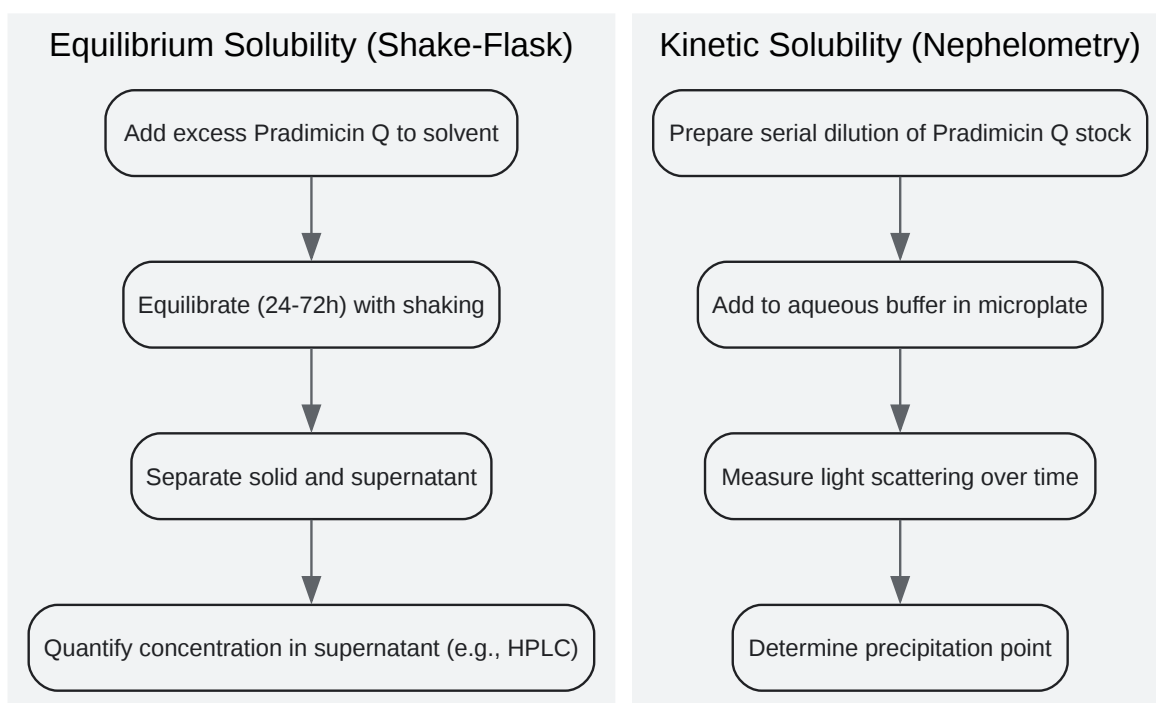 Equilibrium Solubility (Shake-Flask)
Add excess Pradimicin Q to solvent
Equilibrate (24-72h) with shaking
Separate solid and supernatant
Quantify concentration in supernatant (e.g., HPLC)
Kinetic Solubility (Nephelometry)
Prepare serial dilution of Pradimicin Q stock
Add to aqueous buffer in microplate
Measure light scattering over time
Determine precipitation point